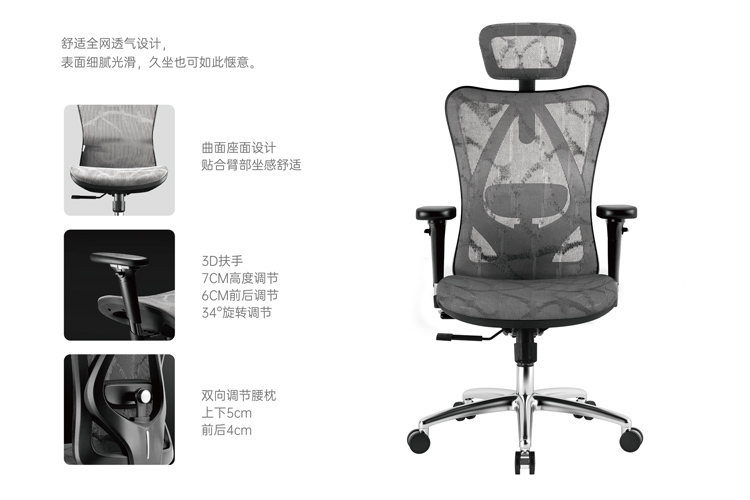 舒适全网透气设计，
表面细腻光滑，久坐也可如此惬意。
曲面座面设计
贴合臂部坐感舒适
3D扶手
7CM高度调节
6CM前后调节
34°旋转调节
双向调节腰枕
上下5cm
前后4cm